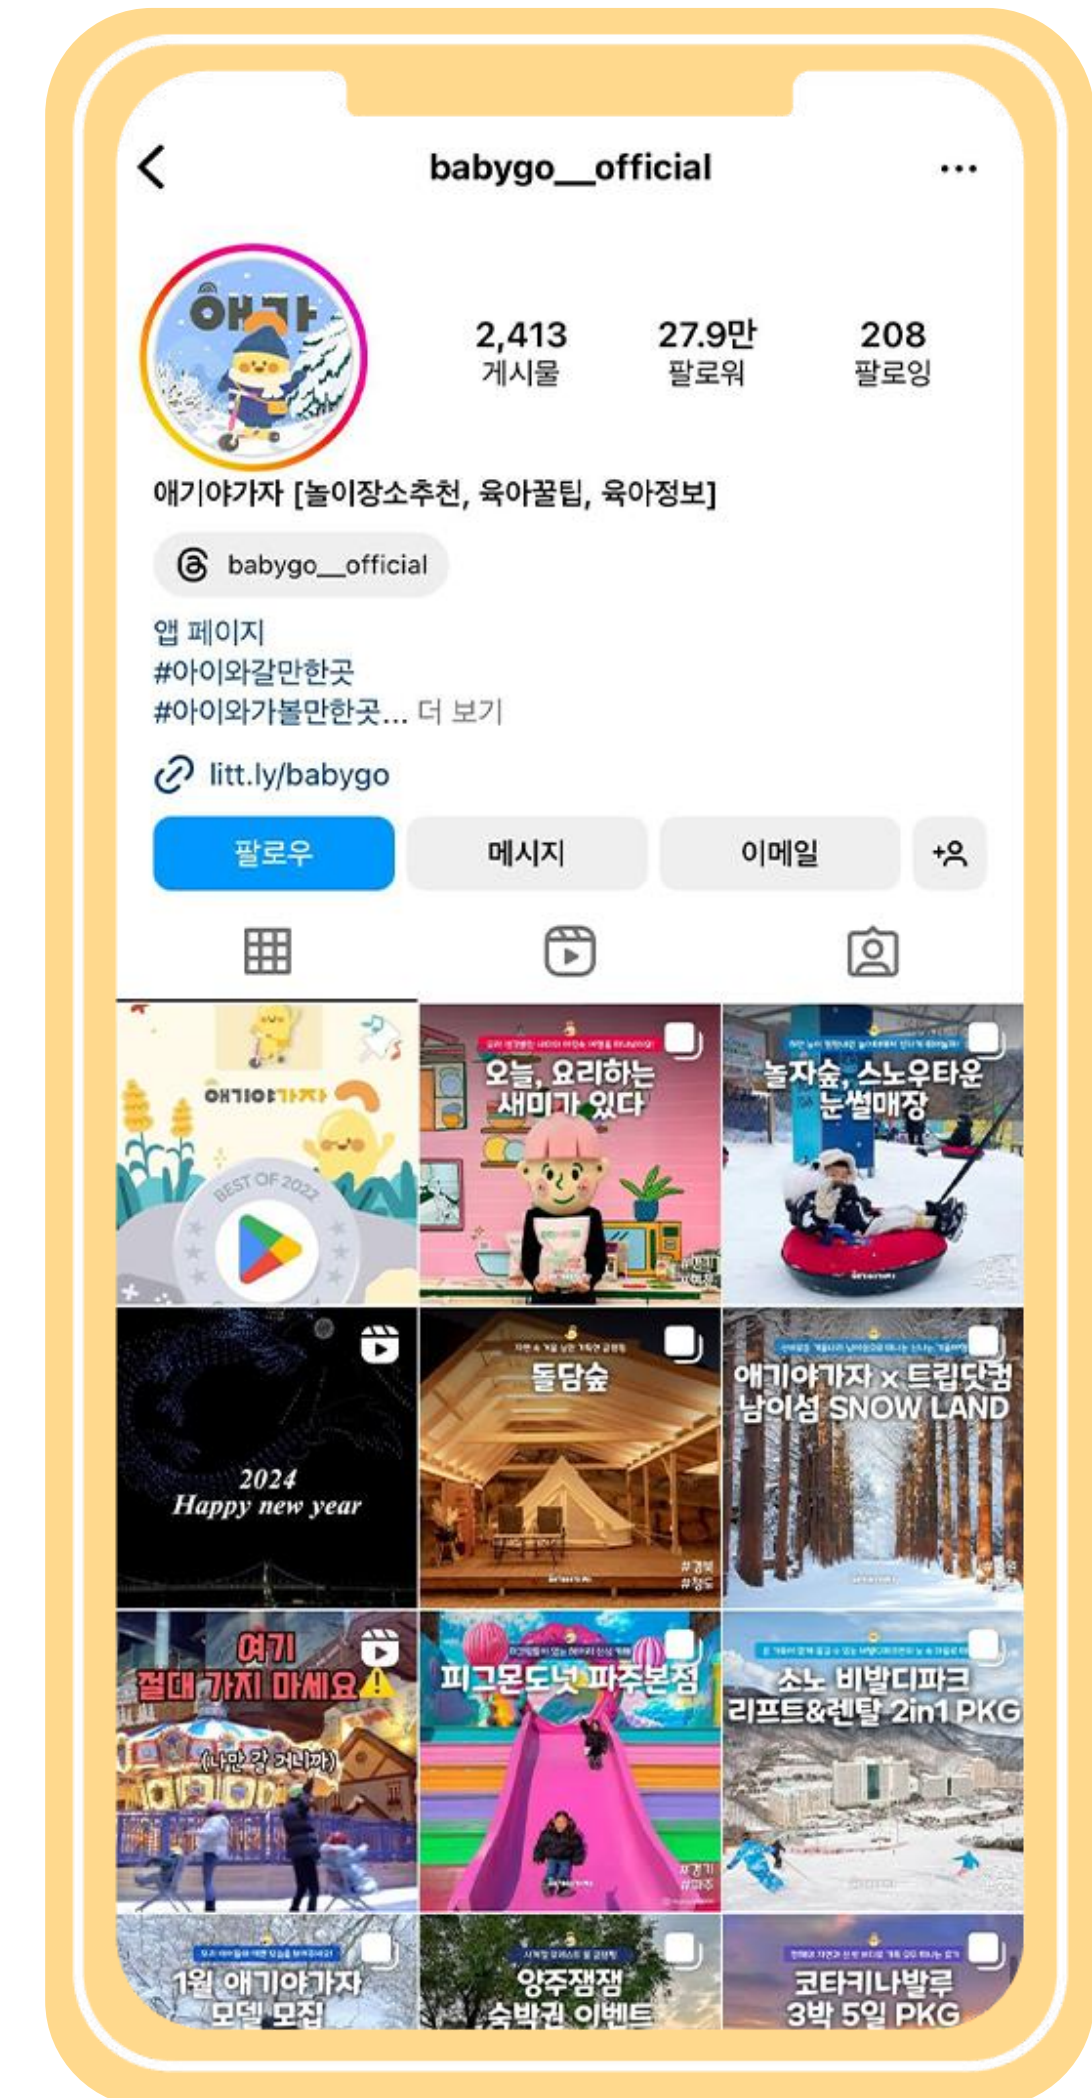 babygo__official
애가
2,413
27.9만
208
게시물
팔로워
팔로잉
애기야가자 [놀이장소추천, 육아꿀팁, 육아정보]
babygo__official
앱 페이지
#아이와갈만한곳
#아이와가볼만한곳... 더 보기
litt.ly/babygo
팔로우
메시지
이메일
애기야가자
BEST OF 2022
오늘, 요리하는
새미가 있다
놀자숲, 스노우타운
눈썰매장
2024
Happy new year
돌담숲
#경북
#청도
애기야가자 x 트립닷컴
남이섬 SNOW LAND
여기
절대 가지 마세요
(나만 갈 거니까)
피그몬도넛 파주본점
#경기
#파주
소노 비발디파크
리프트&렌탈 2in1 PKG
1월 애기야가자
모델 모집
양주잼잼
숙박권 이벤트
코타키나발루
3박 5일 PKG